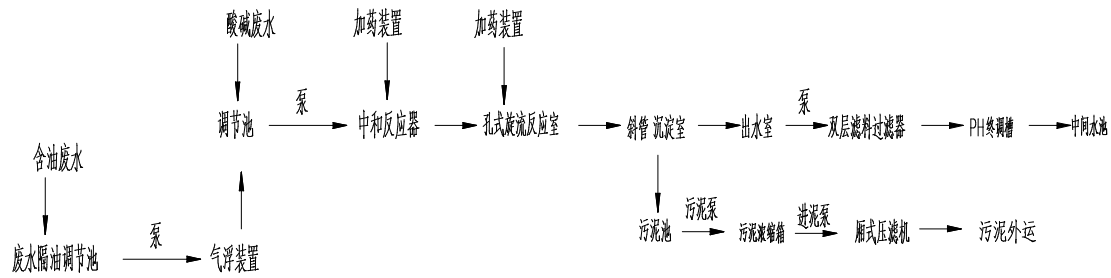 酸碱废水
加药装置
加药装置
泵
泵
调节池
中和反应器
孔式旋流反应室
斜管 沉淀室
出水室
双层滤料过滤器
PH终调槽
中间水池
含油废水
泵
污泥泵
进泥泵
废水隔油调节池
气浮装置
污泥池
污泥浓缩箱
厢式压滤机
污泥外运